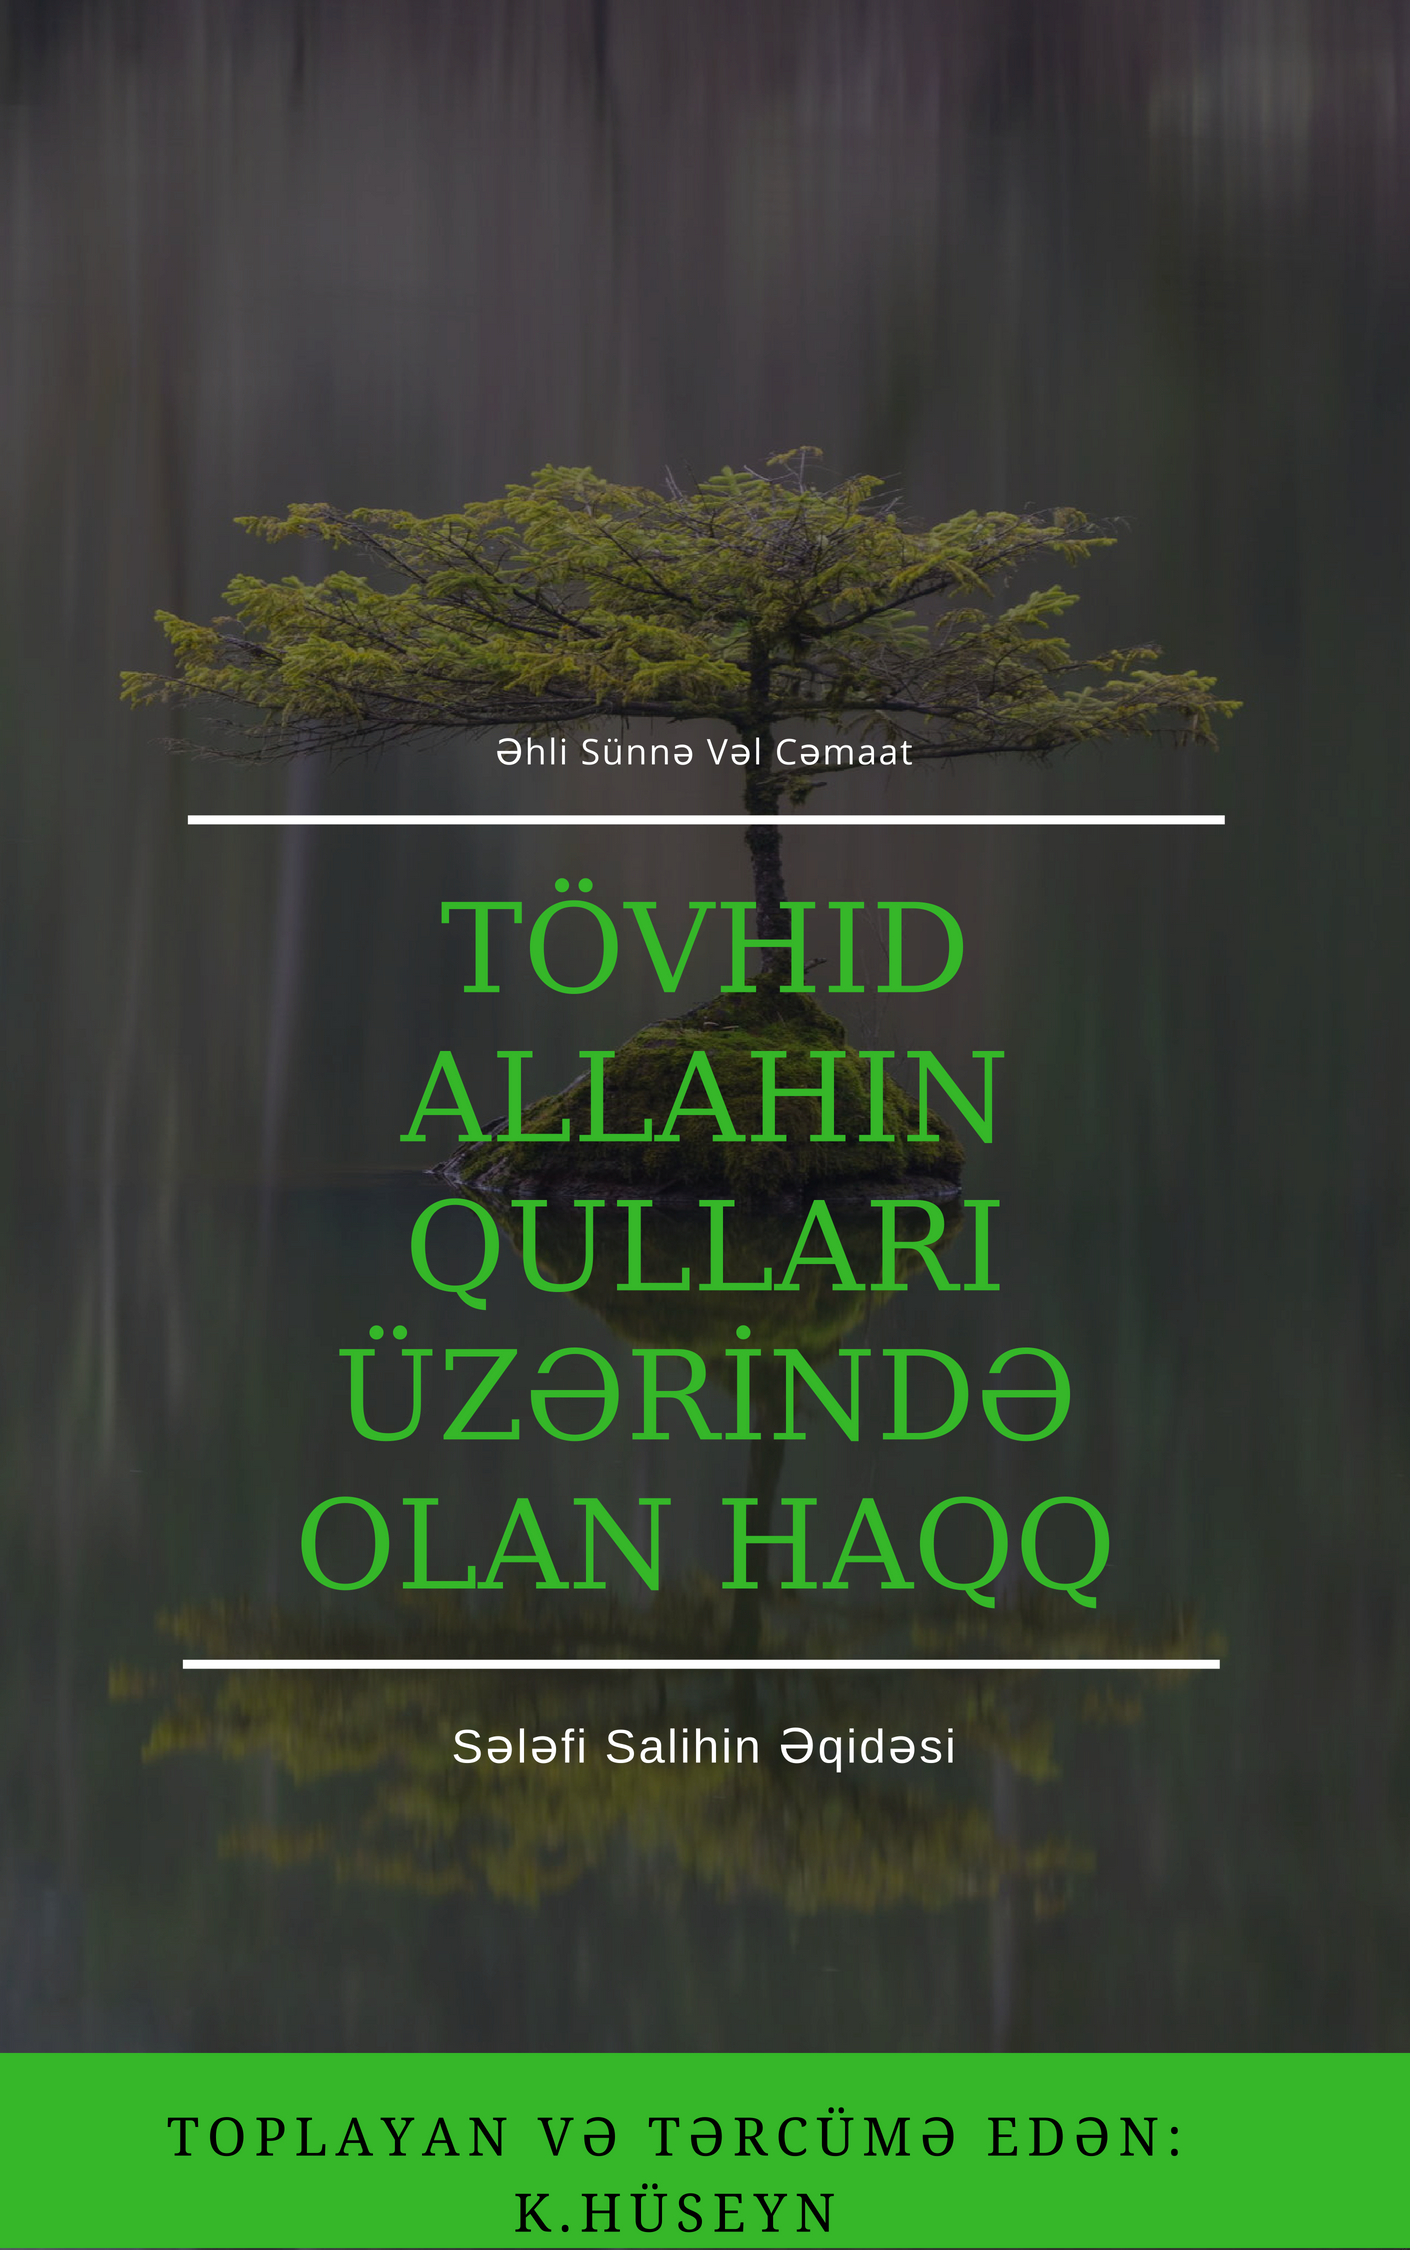 Əhli Sünnə Vəl Cəmaat
TÖVHID
ALLAHIN
QULLARI
ÜZƏRİNDƏ
OLAN HAQQ
Sələfi Salihin Əqidəsi
TOPLAYAN VƏ TƏRCÜMƏ EDƏN:
K.HÜSEYN